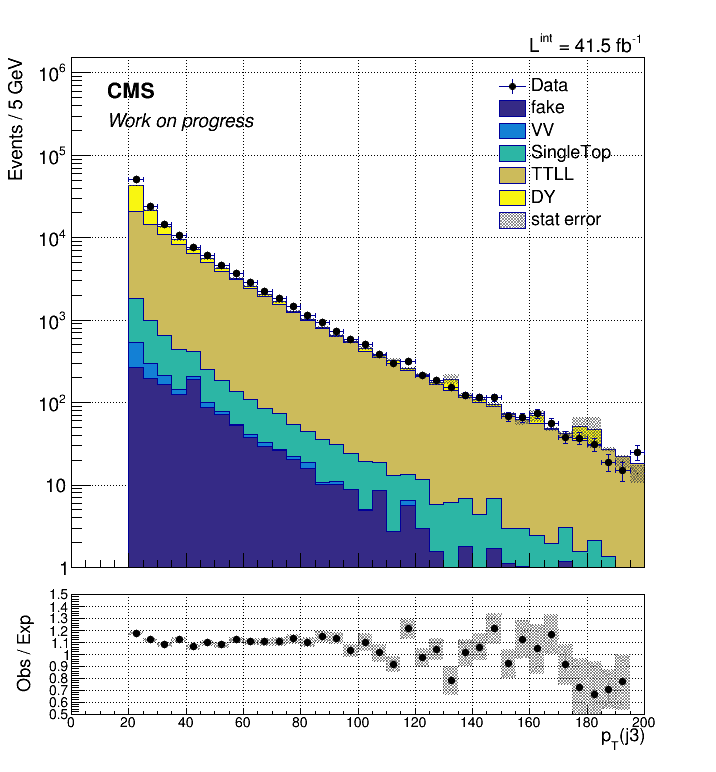 L^int = 41.5 fb^-1
Events / 5 GeV
10^6
10^5
10^4
10^3
10^2
10
1
CMS
Work on progress
Data
fake
VV
SingleTop
TTLL
DY
stat error
Obs / Exp
1.5
1.4
1.3
1.2
1.1
1
0.9
0.8
0.7
0.6
0.5
0 20 40 60 80 100 120 140 160 180 200
p_T(j3)